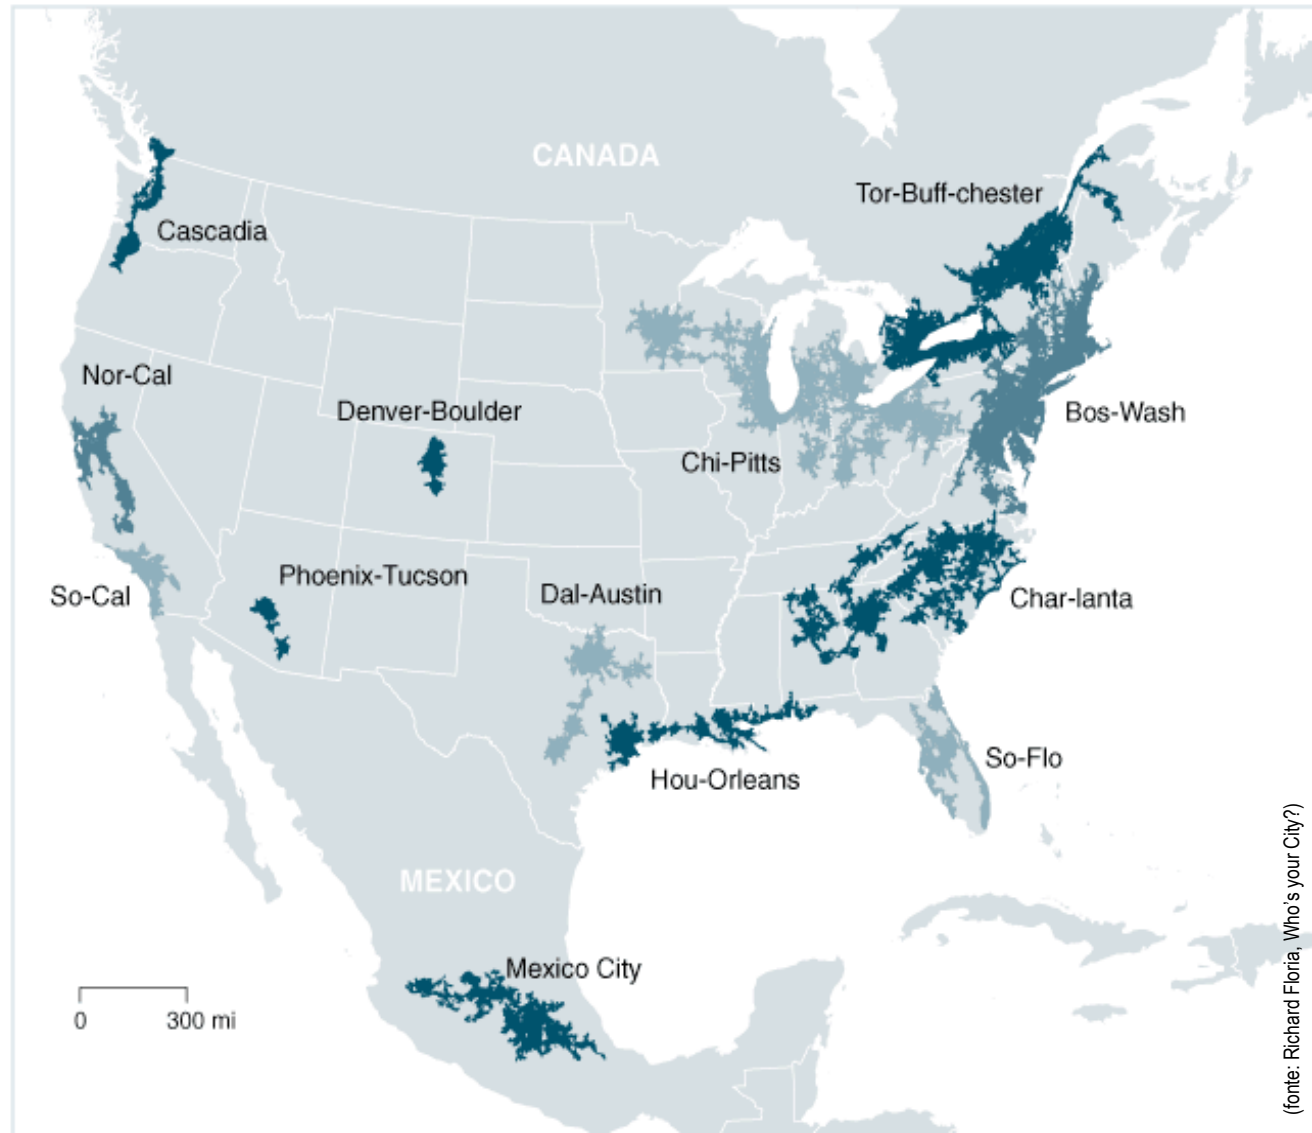 CANADA
Tor-Buff-chester
Cascadia
Nor-Cal
Denver-Boulder
Bos-Wash
Chi-Pitts
Phoenix-Tucson
Dal-Austin
So-Cal
Char-lanta
So-Flo
Hou-Orleans
MEXICO
Mexico City
0 300 mi
(fonte: Richard Floria, Who's your City?)